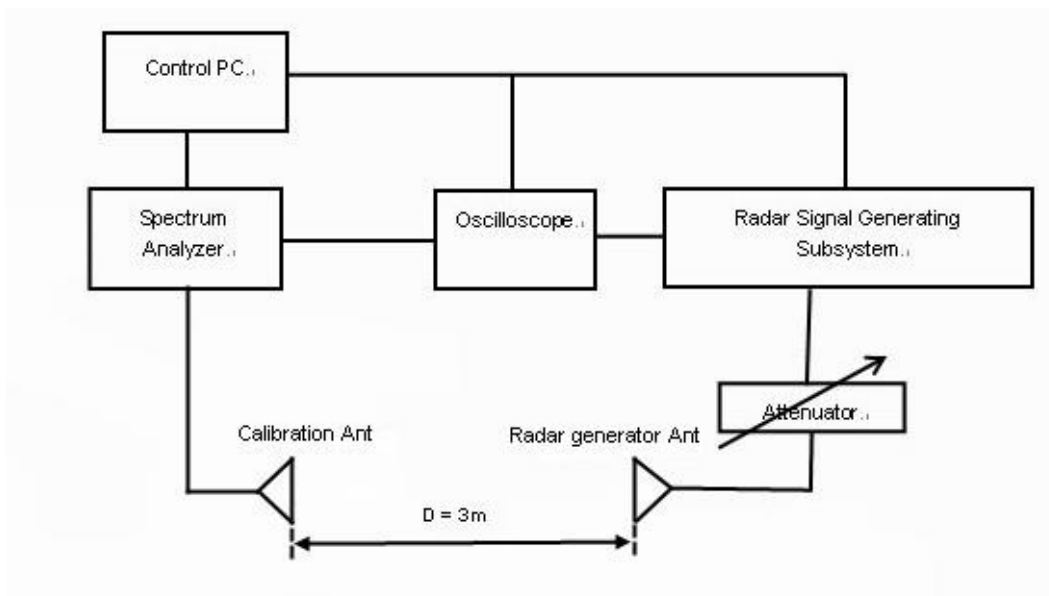 Control PC.
Spectrum
Analyzer.
Oscilloscope.
Radar Signal Generating
Subsystem.
Attenuator.
Calibration Ant
Radar generator Ant
D = 3m